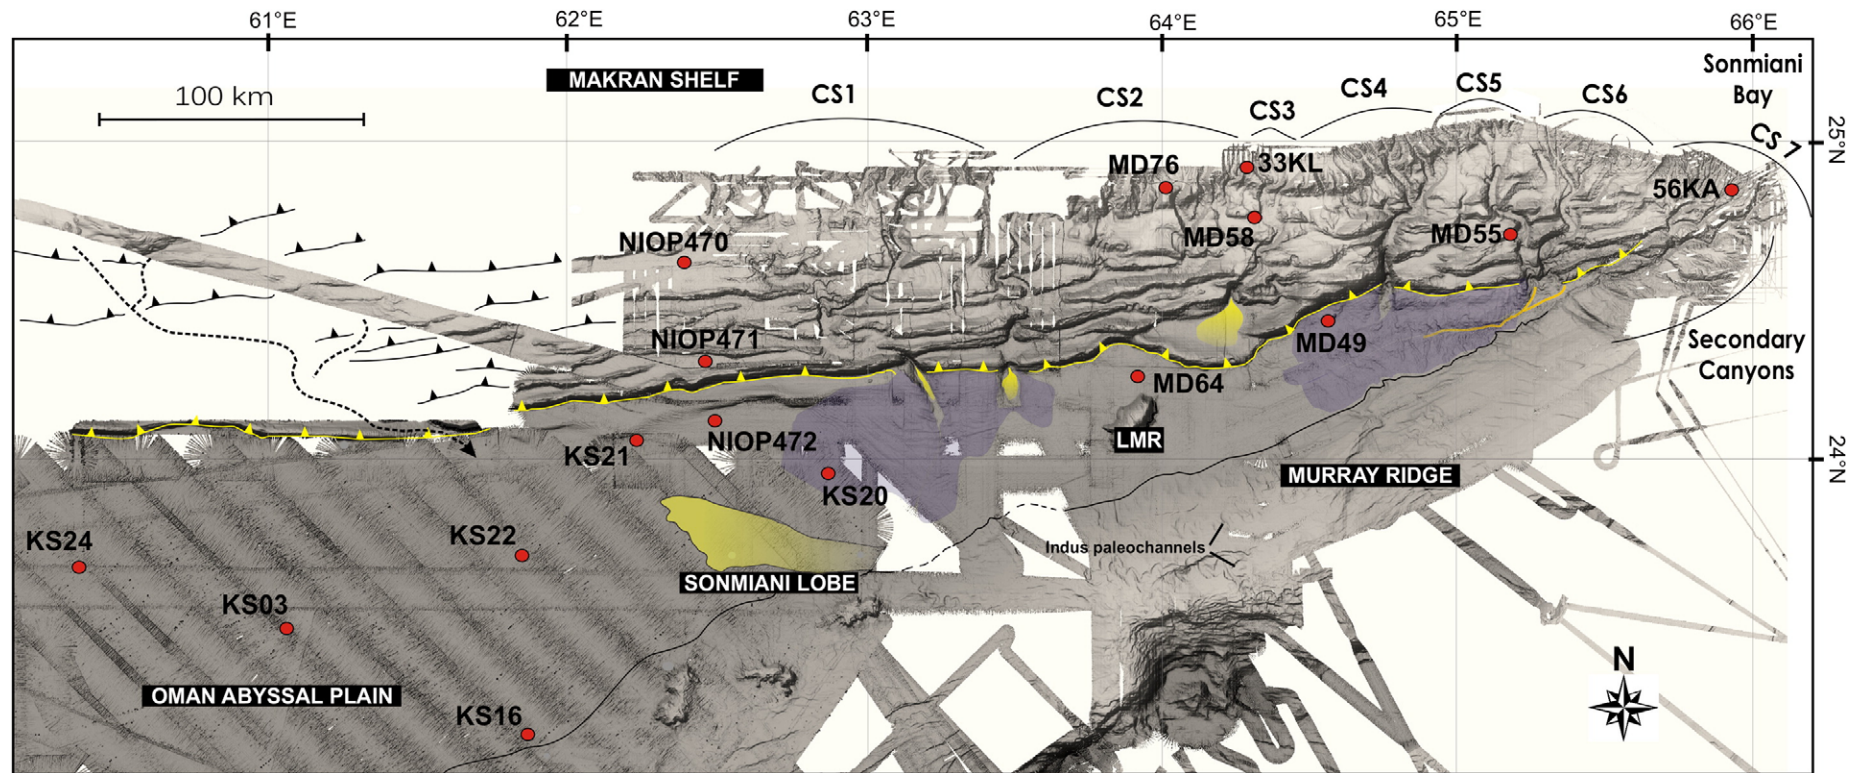 61°E
62°E
63°E
64°E
65°E
66°E
MAKRAN SHELF
100 km
CS1
CS2
CS3
CS4
CS5
CS6
Sonmiani
Bay
CS 7
25°N
MD76
33KL
56KA
NIOP470
MD58
MD55
NIOP471
MD49
Secondary
Canyons
MD64
NIOP472
LMR
KS21
24°N
MURRAY RIDGE
KS20
KS24
KS22
Indus paleochannels
SONMIANI LOBE
KS03
N
OMAN ABYSSAL PLAIN
KS16